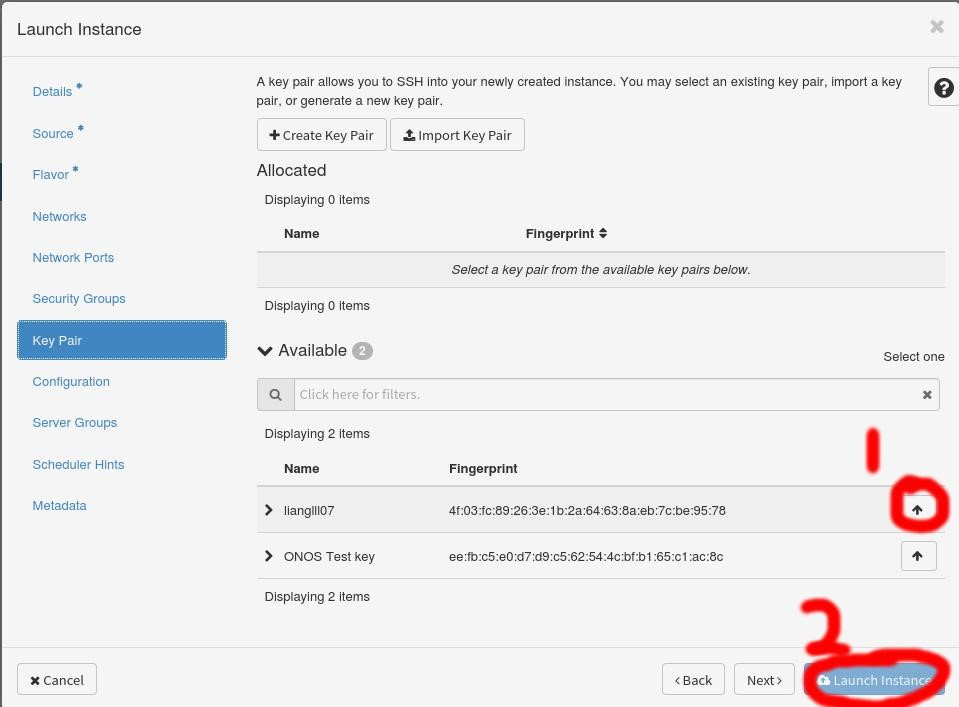 Launch Instance
Details *
Source *
Flavor *
Networks
Network Ports
Security Groups
Key Pair
Configuration
Server Groups
Scheduler Hints
Metadata
A key pair allows you to SSH into your newly created instance. You may select an existing key pair, import a key
pair, or generate a new key pair.
Create Key Pair Import Key Pair
Allocated
Displaying 0 items
Name Fingerprint
Select a key pair from the available key pairs below.
Displaying 0 items
Available 2
Select one
Click here for filters.
Displaying 2 items
Name Fingerprint
1
lianglll07 4f:03:fc:89:26:3e:1b:2a:64:63:8a:eb:7c:be:95:78
ONOS Test key ee:fb:c5:e0:d7:d9:c5:62:54:4c:bf:b1:65:c1:ac:8c
Displaying 2 items
2
Cancel <Back Next> Launch Instance